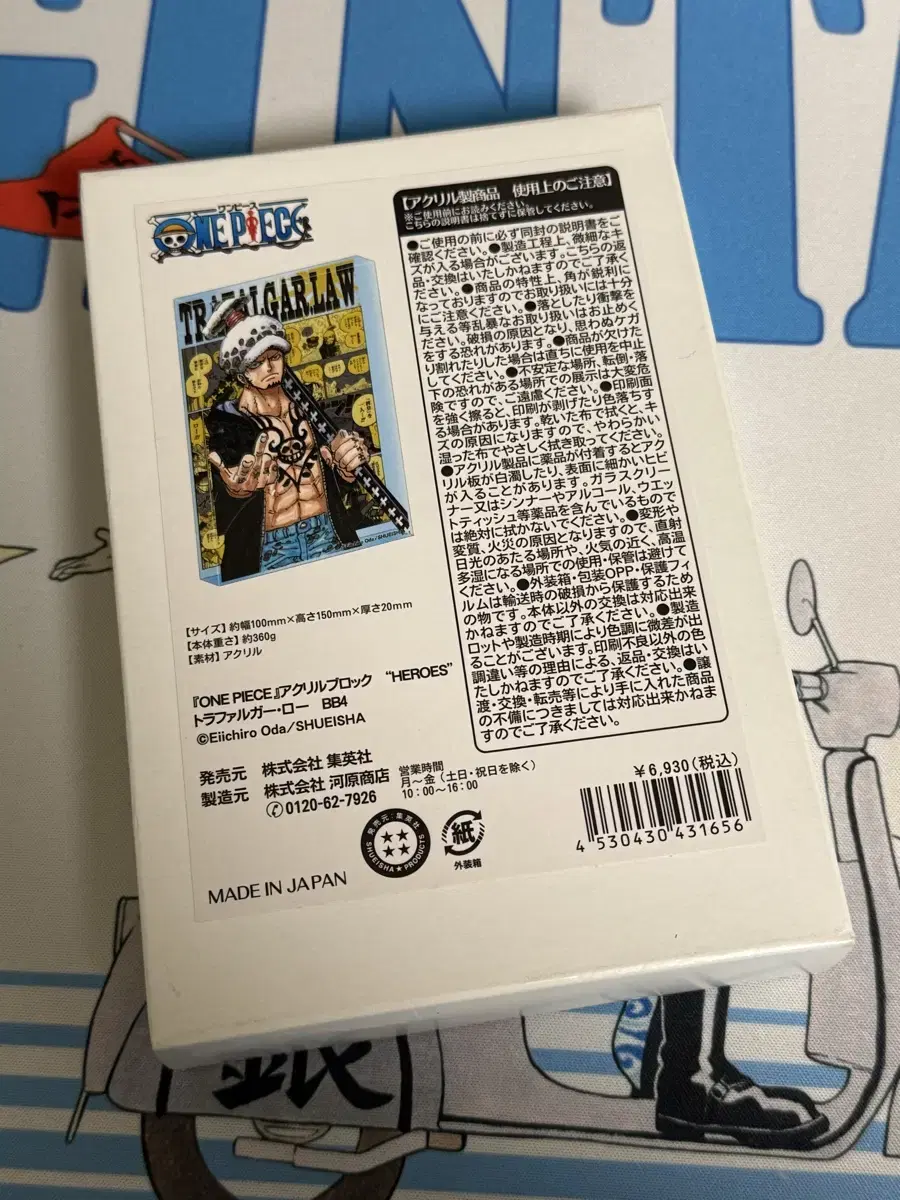 GINT
ワンピース
ONE PIECE
TRAFALGAR.LAW
Oda/SHUEISHA
【サイズ】約幅100mm×高さ150mm×厚さ20mm
【本体重さ】約360g
【素材】アクリル
『ONE PIECE』アクリルブロック “HEROES”
トラファルガー・ロー BB4
©Eiichiro Oda/SHUEISHA
発売元 株式会社 集英社
製造元 株式会社 河原商店
0120-62-7926
営業時間
月〜金（土日・祝日を除く）
10：00〜16：00
発売元：集英社
SHUEISHA★PRODUCTS
紙
外装箱
MADE IN JAPAN
【アクリル製商品 使用上のご注意】
※ご使用前にお読みください。
こちらの説明書は捨てずに保管してください。
●ご使用の前に必ず同封の説明書をご
確認ください。●製造工程上、微細なキ
ズが入る場合がございます。こちらの返
品・交換はいたしかねますのでご了承く
ださい。●商品の特性上、角が鋭利に
なっておりますのでお取り扱いには十分
にご注意ください。●落としたり衝撃を
与える等乱暴なお取り扱いはお止めく
ださい。破損の原因となり、思わぬケガ
をする恐れがあります。●商品が欠けた
り割れたりした場合は直ちに使用を中止
してください。●不安定な場所、転倒・落
下の恐れがある場所での展示は大変危
険ですので、ご遠慮ください。●印刷面
を強く擦ると、印刷が剥げたり色落ちす
る場合があります。乾いた布で拭くと、キ
ズの原因になりますので、やわらかい
湿った布でやさしく拭き取ってください。
●アクリル製品に薬品が付着するとアク
リル板が白濁したり、表面に細かいヒビ
が入ることがあります。ガラスクリー
ナー又はシンナーやアルコール、ウエッ
トティッシュ等薬品を含んでいるもので
は絶対に拭かないでください。●変形や
変質、火災の原因となりますので、直射
日光のあたる場所や、火気の近く、高温
多湿になる場所での使用・保管は避けて
ください。●外装箱・包装OPP・保護フィ
ルムは輸送時の破損から保護するため
の物です。本体以外の交換は対応出来
かねますのでご了承ください。●製造
ロットや製造時期により色調に微差が出
ることがございます。印刷不良以外の色
調違い等の理由による、返品・交換はい
たしかねますのでご了承ください。●譲
渡・交換・転売等により手に入れた商品
の不備につきましては対応出来かねま
すのでご了承ください。
￥6,930（税込）
4 530430 431656
銀